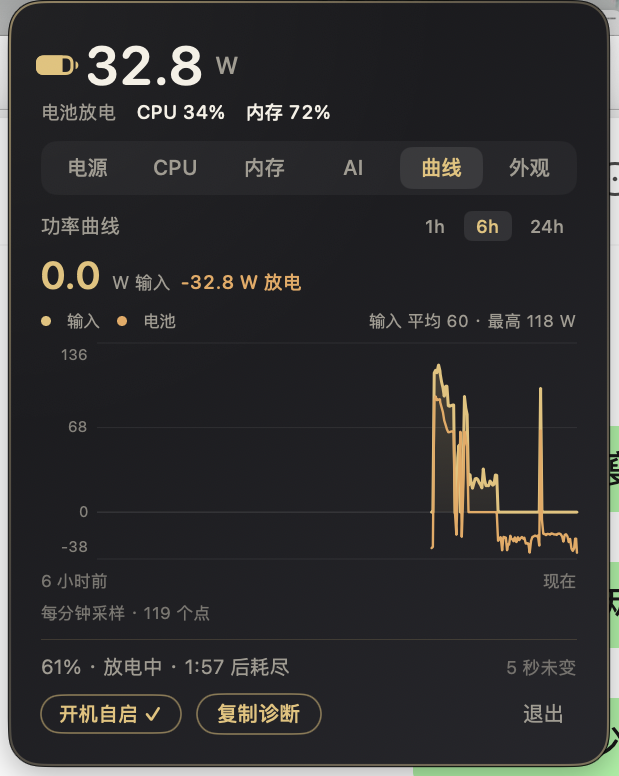 32.8 W
电池放电 CPU 34% 内存 72%
电源 CPU 内存 AI 曲线 外观
功率曲线 1h 6h 24h
0.0 W 输入 -32.8 W 放电
输入 电池 输入 平均 60 · 最高 118 W
136
68
0
-38
6 小时前 现在
每分钟采样 · 119 个点
61% · 放电中 · 1:57 后耗尽 5 秒未变
开机自启 ✓ 复制诊断 退出